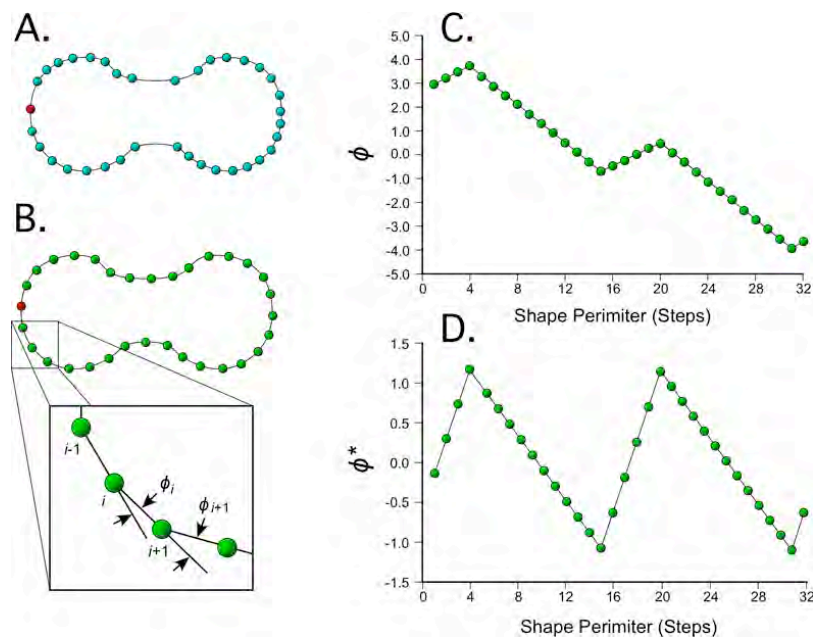 A.
B.
i-1
i
ϕi
i+1
ϕi+1
C.
5.0
4.0
3.0
2.0
1.0
0.0
-1.0
-2.0
-3.0
-4.0
-5.0
ϕ
0 4 8 12 16 20 24 28 32
Shape Perimiter (Steps)
D.
1.5
1.0
0.5
0.0
-0.5
-1.0
-1.5
ϕ*
0 4 8 12 16 20 24 28 32
Shape Perimiter (Steps)